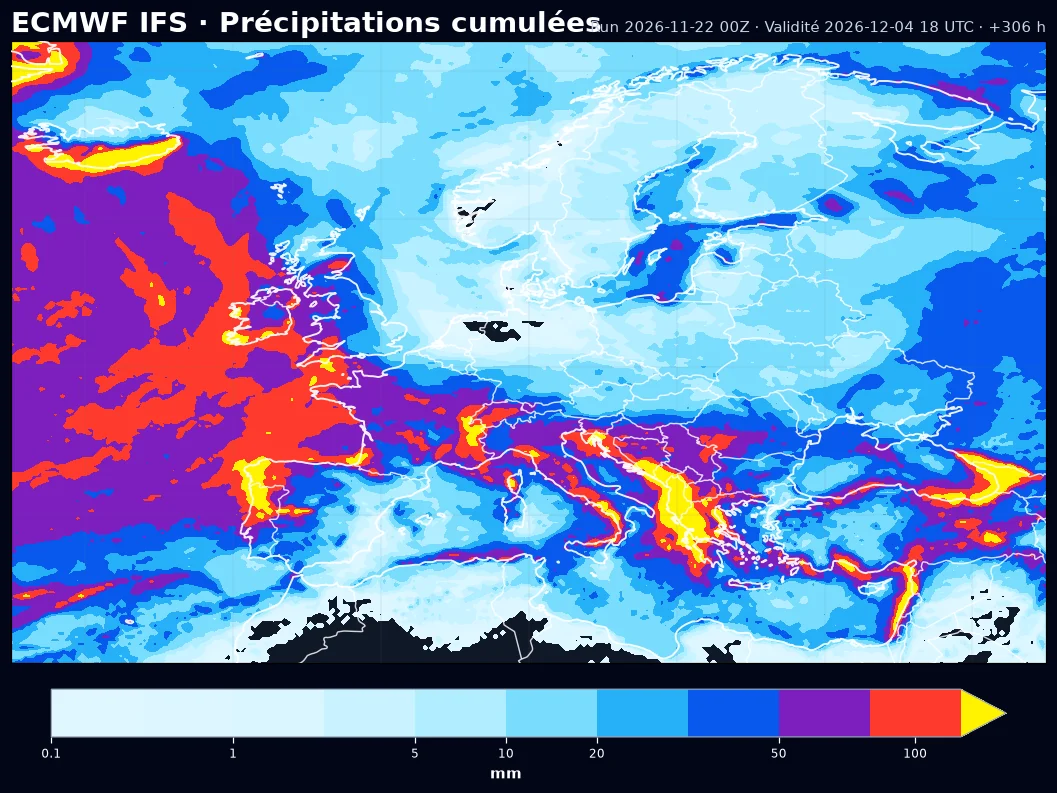 ECMWF IFS · Précipitations cumulées
Run 2026-11-22 00Z · Validité 2026-12-04 18 UTC · +306 h
0.1 1 5 10 20 50 100
mm